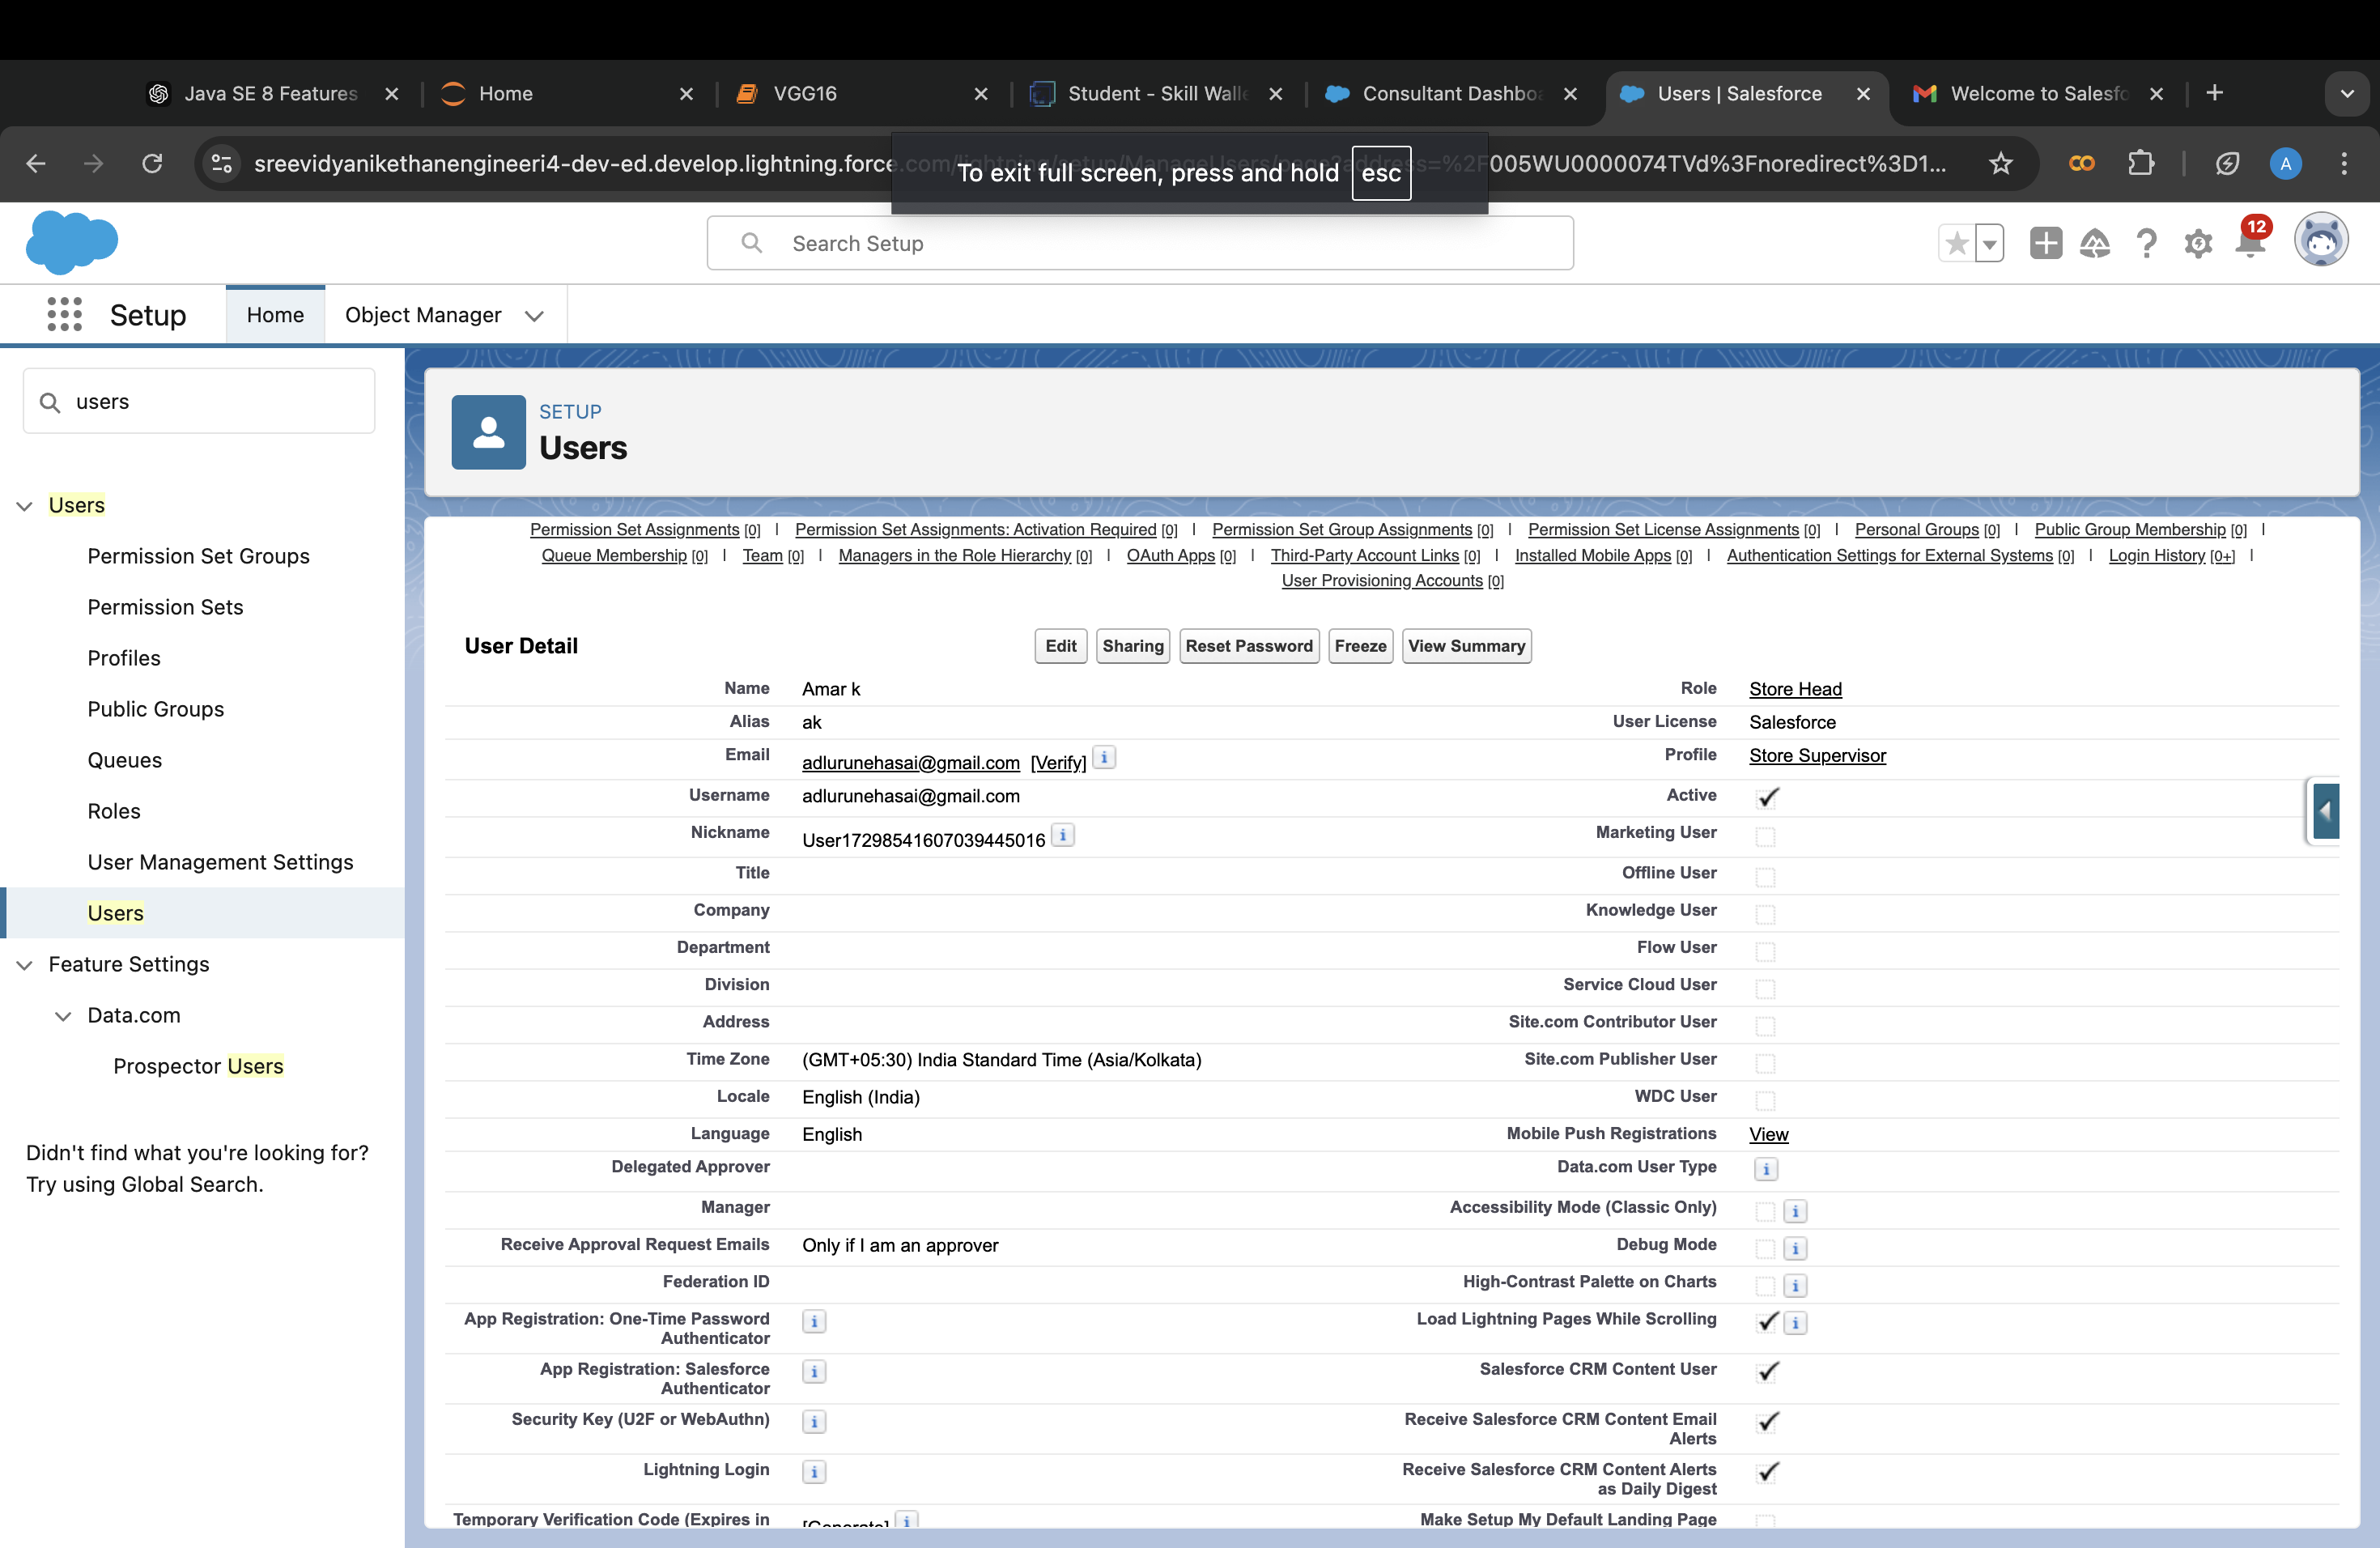 Java SE 8 Features
Home
VGG16
Student - Skill Walle
Consultant Dashboa
Users | Salesforce
Welcome to Salesfo
sreevidyanikethanengineeri4-dev-ed.develop.lightning.force.com/lightning/setup/ManageUsers/page?address=%2F005WU0000074TVd%3Fnoredirect%3D1...
A
To exit full screen, press and hold esc
Search Setup
12
Setup
Home
Object Manager
users
Users
Permission Set Groups
Permission Sets
Profiles
Public Groups
Queues
Roles
User Management Settings
Users
Feature Settings
Data.com
Prospector Users
Didn't find what you're looking for?
Try using Global Search.
SETUP
Users
Permission Set Assignments [0] | Permission Set Assignments: Activation Required [0] | Permission Set Group Assignments [0] | Permission Set License Assignments [0] | Personal Groups [0] | Public Group Membership [0] |
Queue Membership [0] | Team [0] | Managers in the Role Hierarchy [0] | OAuth Apps [0] | Third-Party Account Links [0] | Installed Mobile Apps [0] | Authentication Settings for External Systems [0] | Login History [0+] |
User Provisioning Accounts [0]
User Detail
Edit Sharing Reset Password Freeze View Summary
Name Amar k Role Store Head
Alias ak User License Salesforce
Email adlurunehasai@gmail.com [Verify] i Profile Store Supervisor
Username adlurunehasai@gmail.com Active
Nickname User17298541607039445016 i Marketing User
Title Offline User
Company Knowledge User
Department Flow User
Division Service Cloud User
Address Site.com Contributor User
Time Zone (GMT+05:30) India Standard Time (Asia/Kolkata) Site.com Publisher User
Locale English (India) WDC User
Language English Mobile Push Registrations View
Delegated Approver Data.com User Type i
Manager Accessibility Mode (Classic Only) i
Receive Approval Request Emails Only if I am an approver Debug Mode i
Federation ID High-Contrast Palette on Charts i
App Registration: One-Time Password i Load Lightning Pages While Scrolling i
Authenticator
App Registration: Salesforce i Salesforce CRM Content User
Authenticator
Security Key (U2F or WebAuthn) i Receive Salesforce CRM Content Email
Alerts
Lightning Login i Receive Salesforce CRM Content Alerts
as Daily Digest
Temporary Verification Code (Expires in [Generate] i Make Setup My Default Landing Page